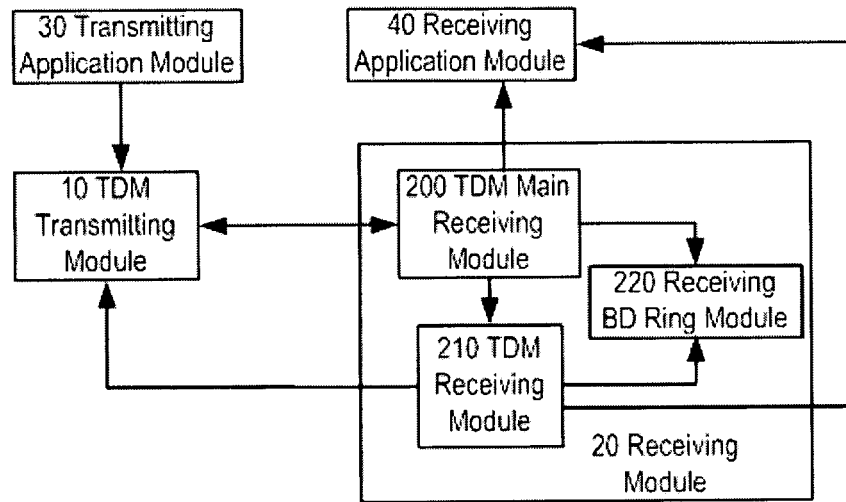 30 Transmitting
Application Module
40 Receiving
Application Module
10 TDM
Transmitting
Module
200 TDM Main
Receiving
Module
220 Receiving
BD Ring Module
210 TDM
Receiving
Module
20 Receiving
Module